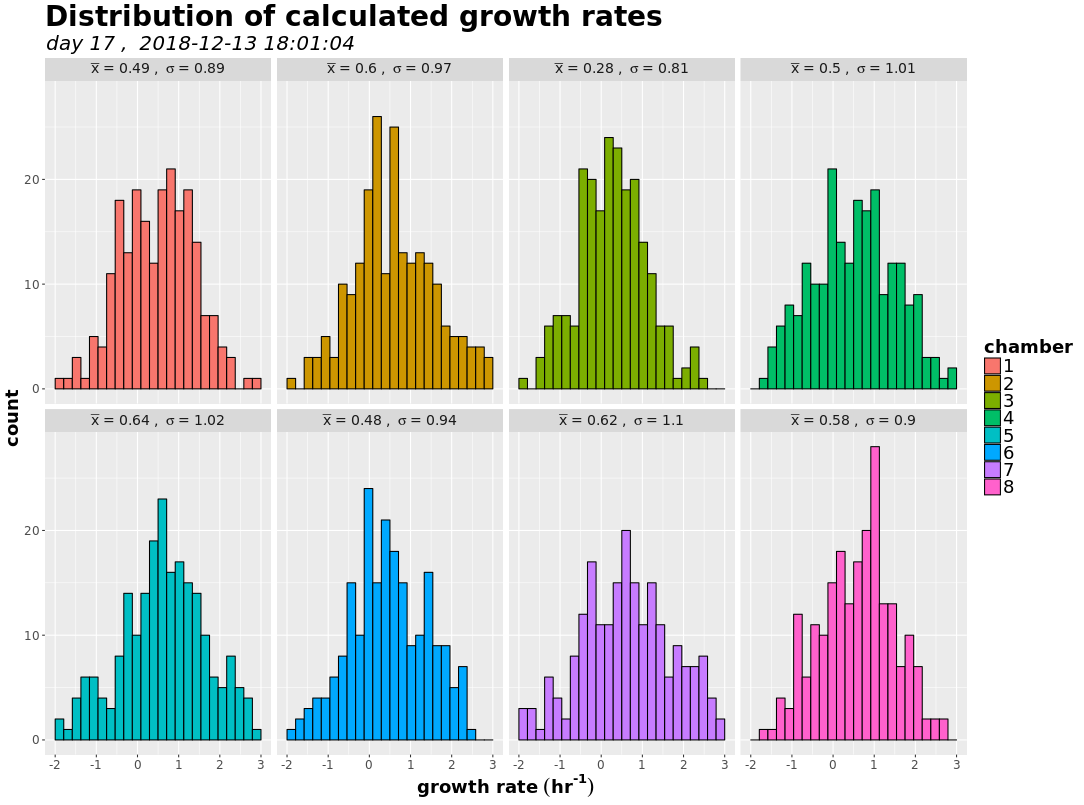 Distribution of calculated growth rates
day 17 ,  2018-12-13 18:01:04
x̅ = 0.49 ,  σ = 0.89
x̅ = 0.6 ,  σ = 0.97
x̅ = 0.28 ,  σ = 0.81
x̅ = 0.5 ,  σ = 1.01
20
10
0
x̅ = 0.64 ,  σ = 1.02
x̅ = 0.48 ,  σ = 0.94
x̅ = 0.62 ,  σ = 1.1
x̅ = 0.58 ,  σ = 0.9
20
10
0
-2 -1 0 1 2 3 -2 -1 0 1 2 3 -2 -1 0 1 2 3 -2 -1 0 1 2 3
growth rate (hr⁻¹)
count
chamber
1
2
3
4
5
6
7
8